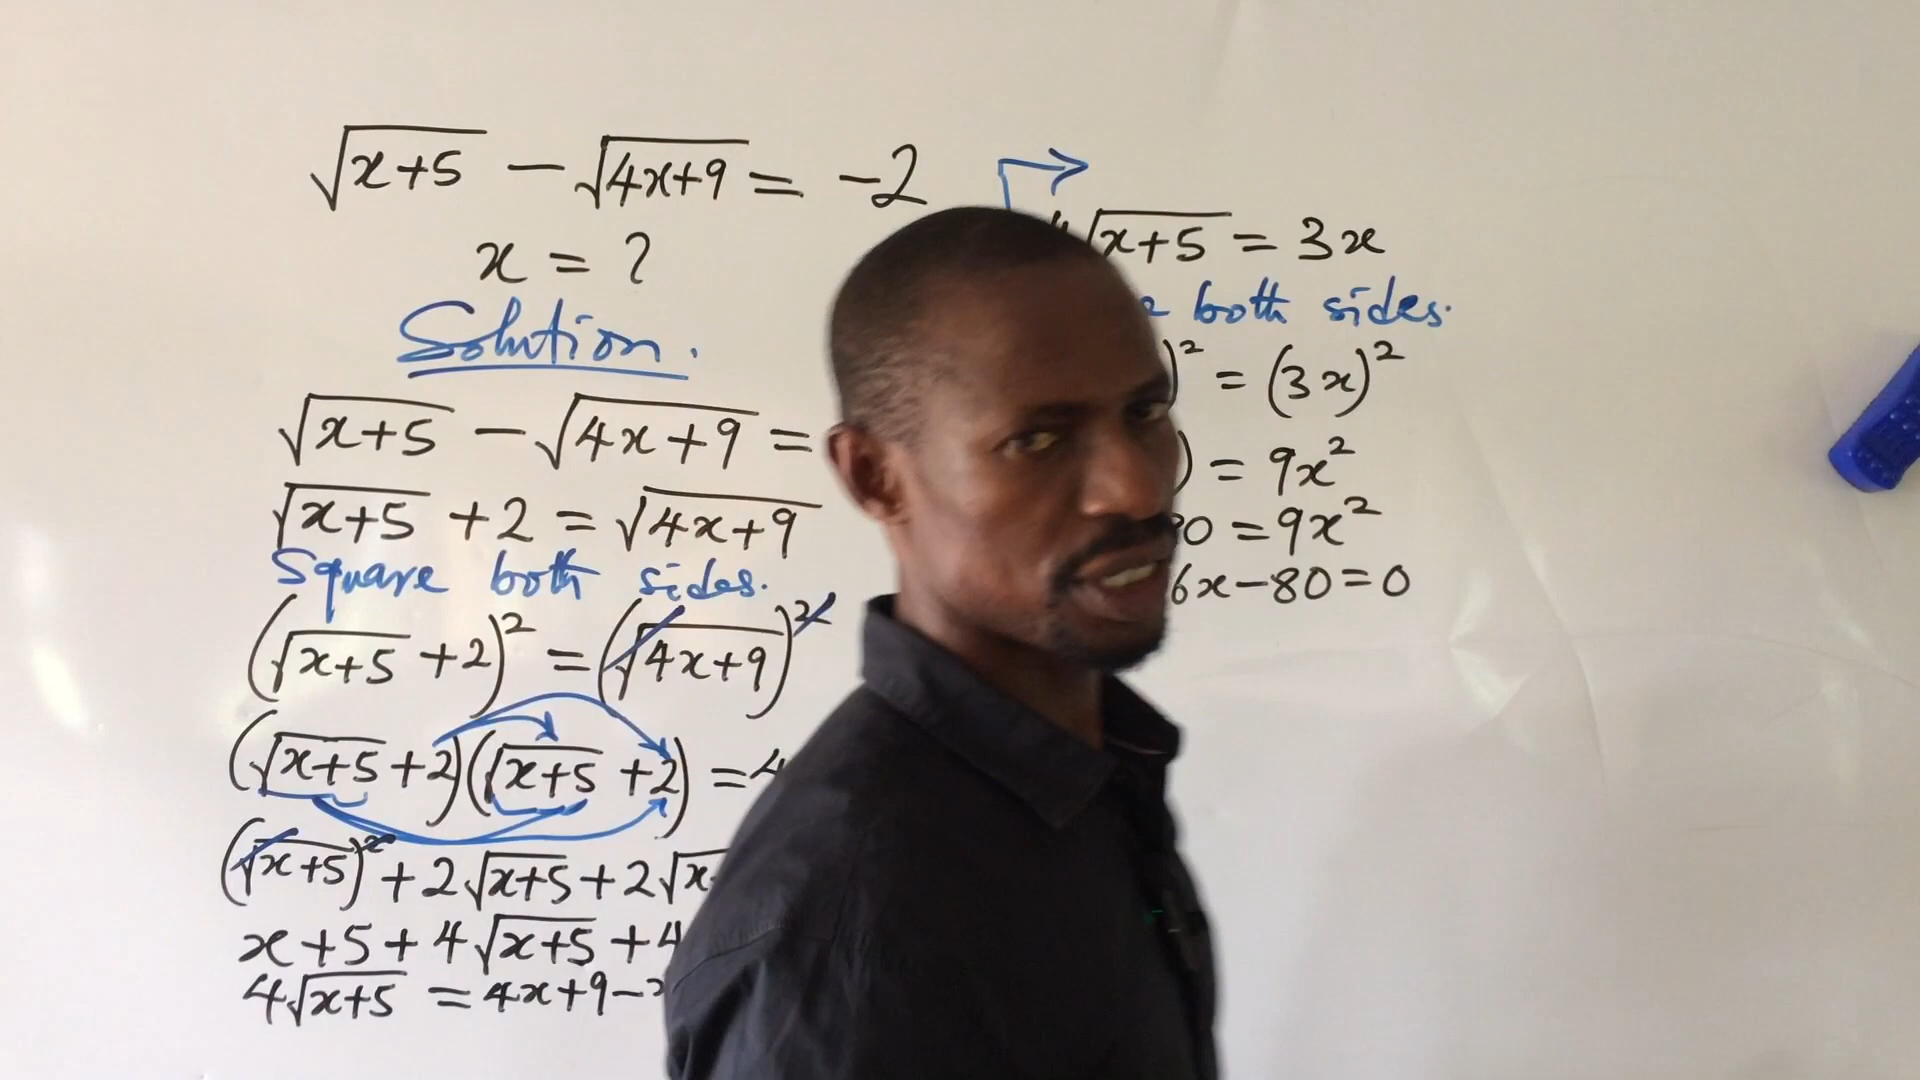 √(x+5) − √(4x+9) = −2
x = ?
Solution.
√(x+5) − √(4x+9) =
√(x+5) + 2 = √(4x+9)
Square both sides.
(√(x+5) + 2)² = (√(4x+9))²
(√(x+5) + 2)(√(x+5) + 2) = 4
(√(x+5))² + 2√(x+5) + 2√x
x + 5 + 4√(x+5) + 4
4√(x+5) = 4x + 9 −
√(x+5) = 3x
both sides.
)² = (3x)²
) = 9x²
80 = 9x²
6x − 80 = 0